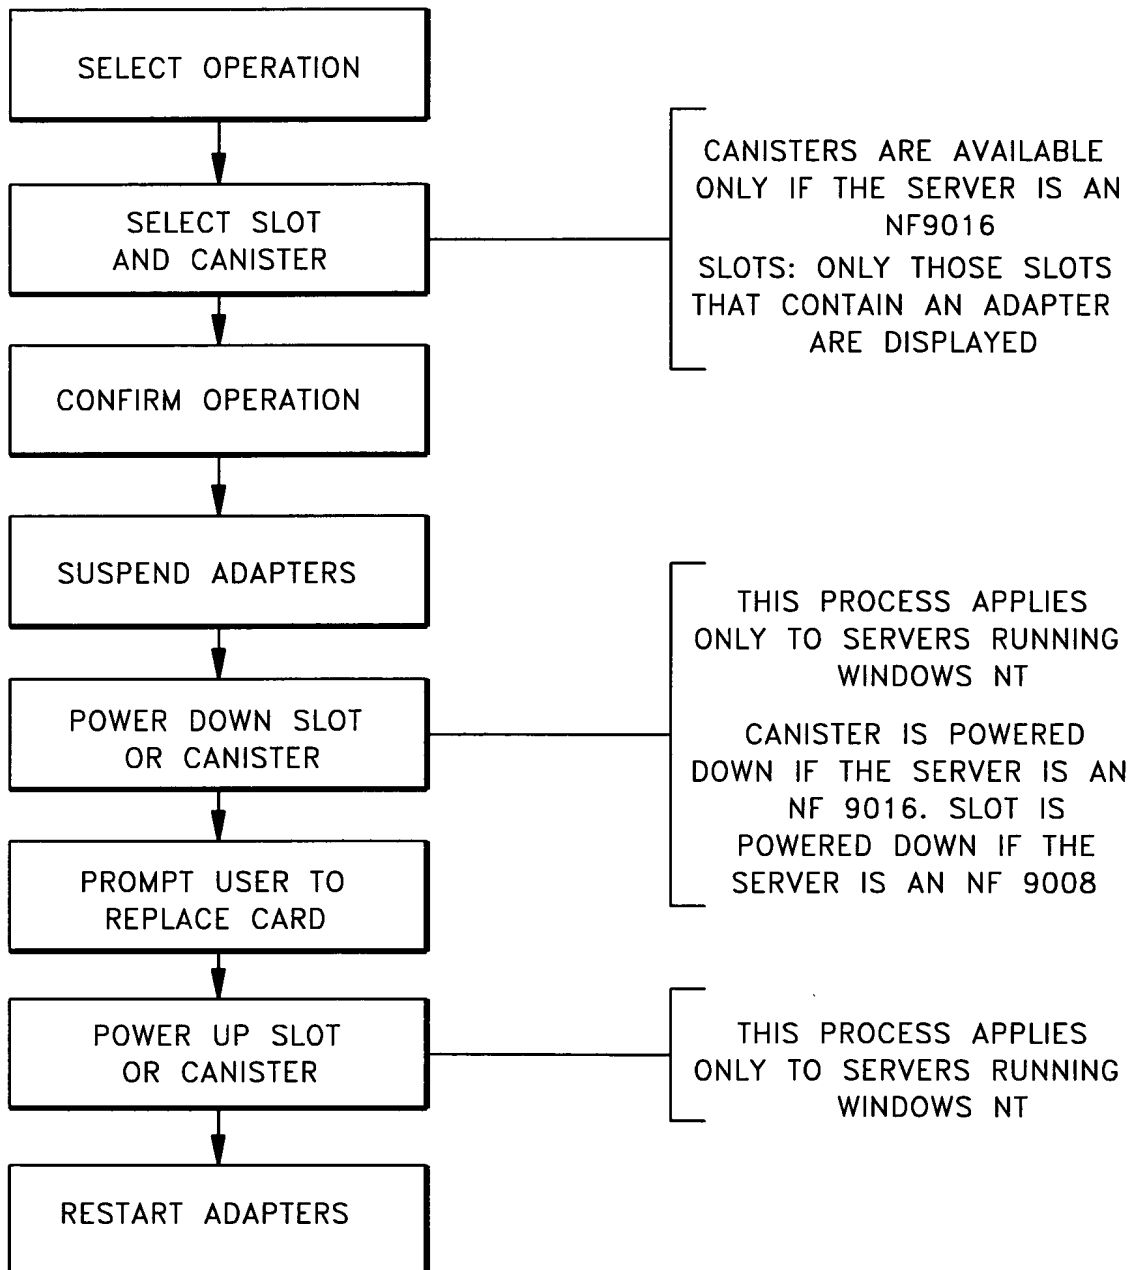 SELECT OPERATION
SELECT SLOT
AND CANISTER
CANISTERS ARE AVAILABLE
ONLY IF THE SERVER IS AN
NF9016
SLOTS: ONLY THOSE SLOTS
THAT CONTAIN AN ADAPTER
ARE DISPLAYED
CONFIRM OPERATION
SUSPEND ADAPTERS
POWER DOWN SLOT
OR CANISTER
THIS PROCESS APPLIES
ONLY TO SERVERS RUNNING
WINDOWS NT
CANISTER IS POWERED
DOWN IF THE SERVER IS AN
NF 9016. SLOT IS
POWERED DOWN IF THE
SERVER IS AN NF 9008
PROMPT USER TO
REPLACE CARD
POWER UP SLOT
OR CANISTER
THIS PROCESS APPLIES
ONLY TO SERVERS RUNNING
WINDOWS NT
RESTART ADAPTERS